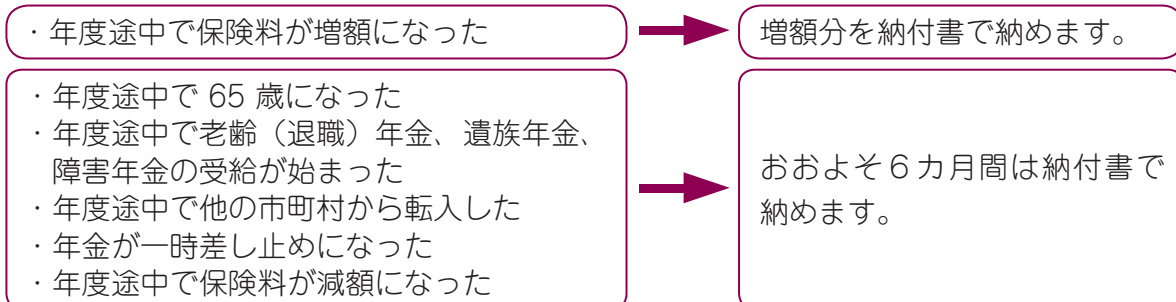 ・年度途中で保険料が増額になった
増額分を納付書で納めます。
・年度途中で 65 歳になった
・年度途中で老齢（退職）年金、遺族年金、
障害年金の受給が始まった
・年度途中で他の市町村から転入した
・年金が一時差し止めになった
・年度途中で保険料が減額になった
おおよそ６カ月間は納付書で
納めます。